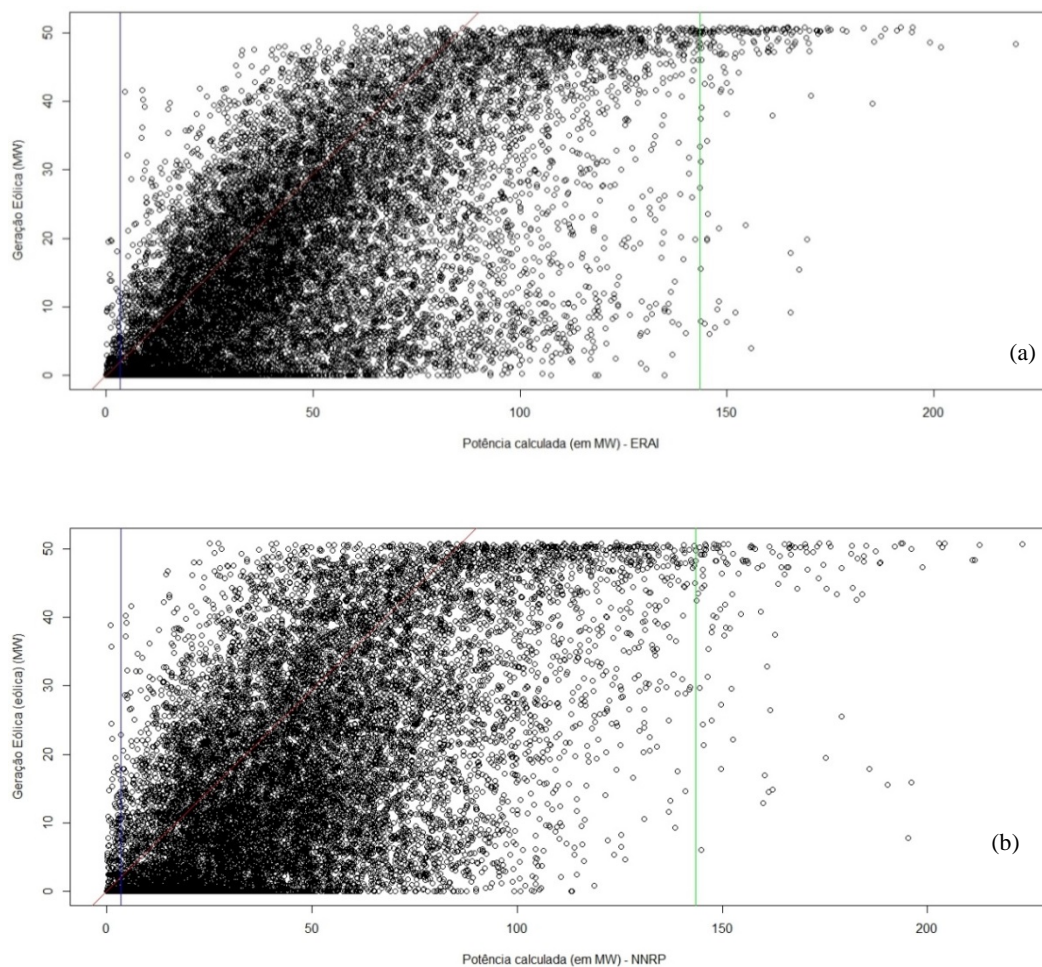 50
40
30
20
10
0
Geração Eólica (MW)
(a)
0 50 100 150 200
Potência calculada (em MW) - ERAI
50
40
30
20
10
0
Geração Eólica (eólica) (MW)
(b)
0 50 100 150 200
Potência calculada (em MW) - NNRP